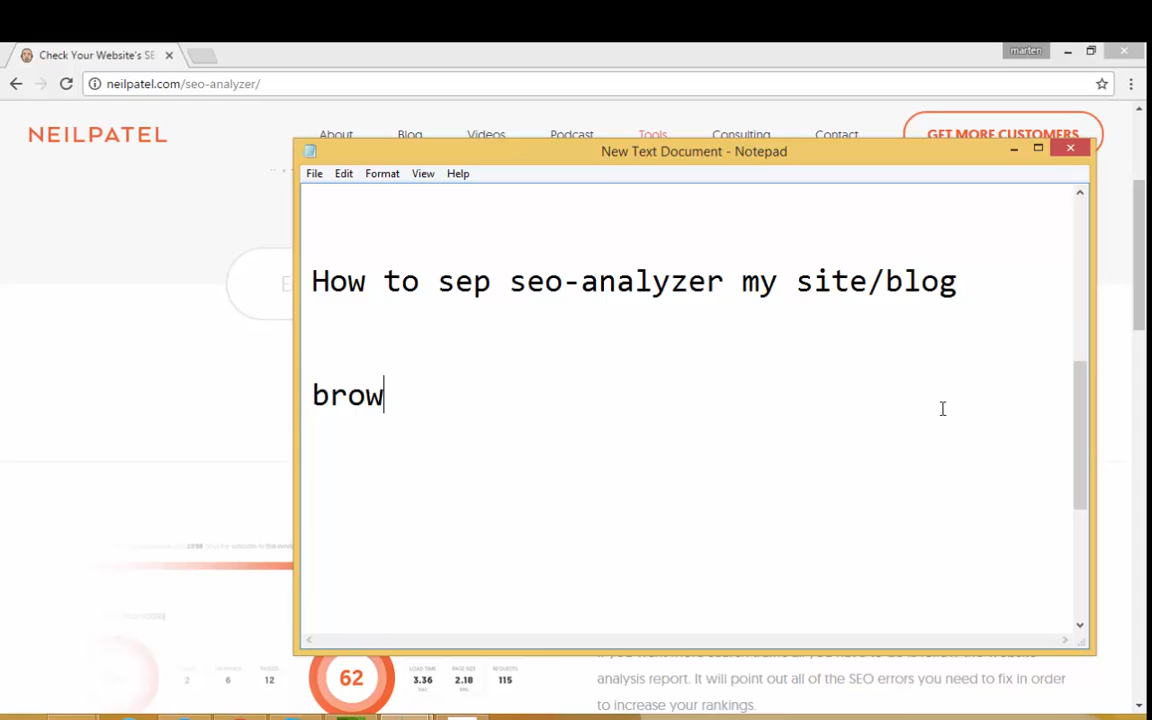 Check Your Website's SE
marten
neilpatel.com/seo-analyzer/
NEILPATEL
About Blog Videos Podcast Tools Consulting Contact
GET MORE CUSTOMERS
New Text Document - Notepad
File Edit Format View Help
How to sep seo-analyzer my site/blog
brow
E
2 6 12
62
LOAD TIME PAGE SIZE REQUESTS
3.36 2.18 115
analysis report. It will point out all of the SEO errors you need to fix in order
to increase your rankings.